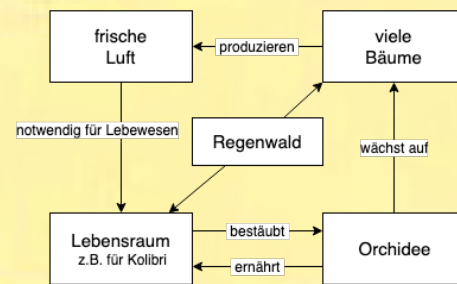 frische
Luft
produzieren
viele
Bäume
notwendig für Lebewesen
Regenwald
wächst auf
Lebensraum
z.B. für Kolibri
bestäubt
ernährt
Orchidee